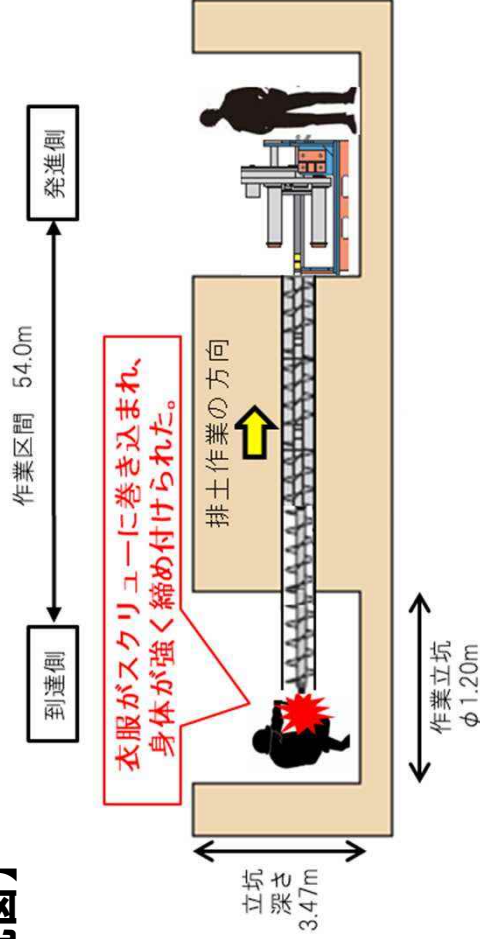 図】
作業区間 54.0m
到達側
発進側
衣服がスクリューに巻き込まれ、
身体が強く締め付けられた。
排土作業の方向
立坑
深さ
3.47m
作業立坑
φ1.20m